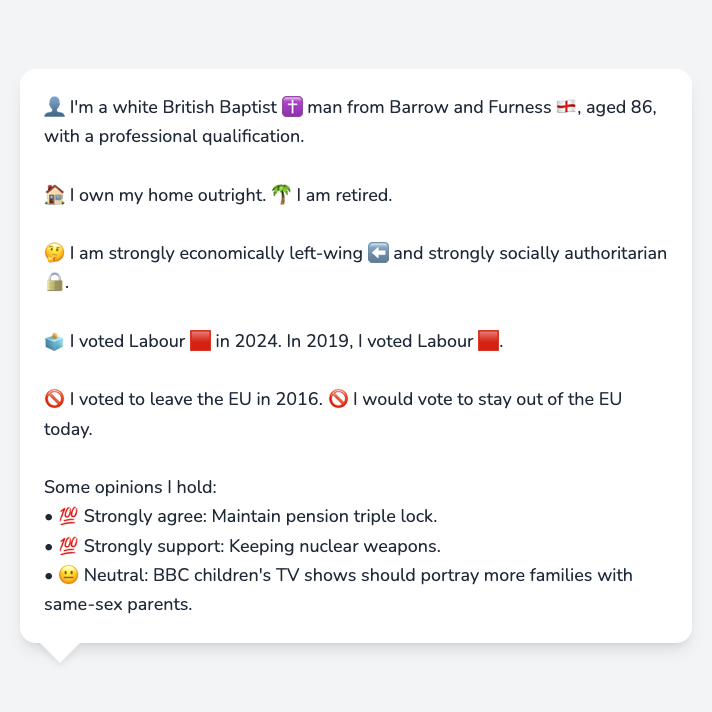 👤 I'm a white British Baptist ✝️ man from Barrow and Furness 🏴󠁧󠁢󠁥󠁮󠁧󠁿, aged 86,
with a professional qualification.
🏠 I own my home outright. 🌴 I am retired.
🤔 I am strongly economically left-wing ⬅️ and strongly socially authoritarian
🔒.
🗳️ I voted Labour 🟥 in 2024. In 2019, I voted Labour 🟥.
🚫 I voted to leave the EU in 2016. 🚫 I would vote to stay out of the EU
today.
Some opinions I hold:
• 💯 Strongly agree: Maintain pension triple lock.
• 💯 Strongly support: Keeping nuclear weapons.
• 😐 Neutral: BBC children's TV shows should portray more families with
same-sex parents.